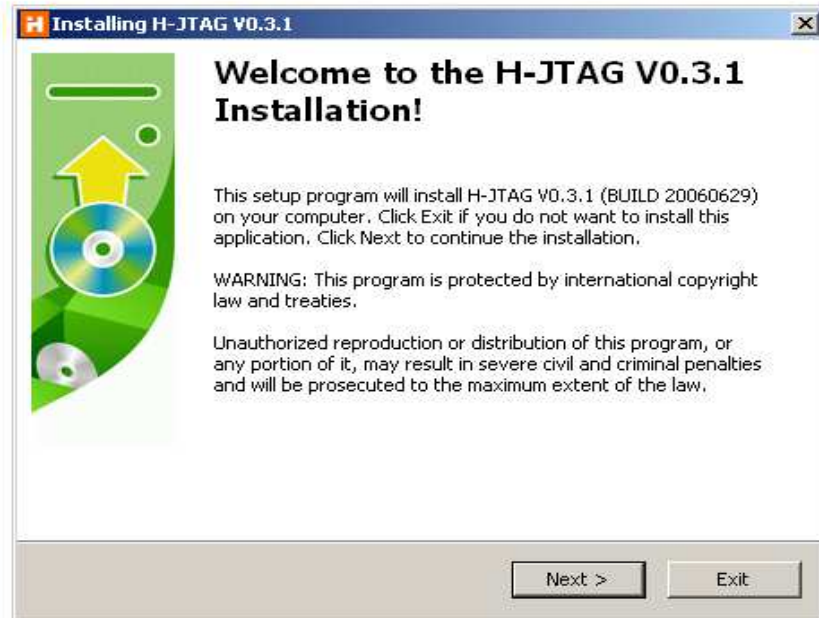 H Installing H-JTAG V0.3.1
Welcome to the H-JTAG V0.3.1
Installation!
This setup program will install H-JTAG V0.3.1 (BUILD 20060629)
on your computer. Click Exit if you do not want to install this
application. Click Next to continue the installation.
WARNING: This program is protected by international copyright
law and treaties.
Unauthorized reproduction or distribution of this program, or
any portion of it, may result in severe civil and criminal penalties
and will be prosecuted to the maximum extent of the law.
Next > Exit